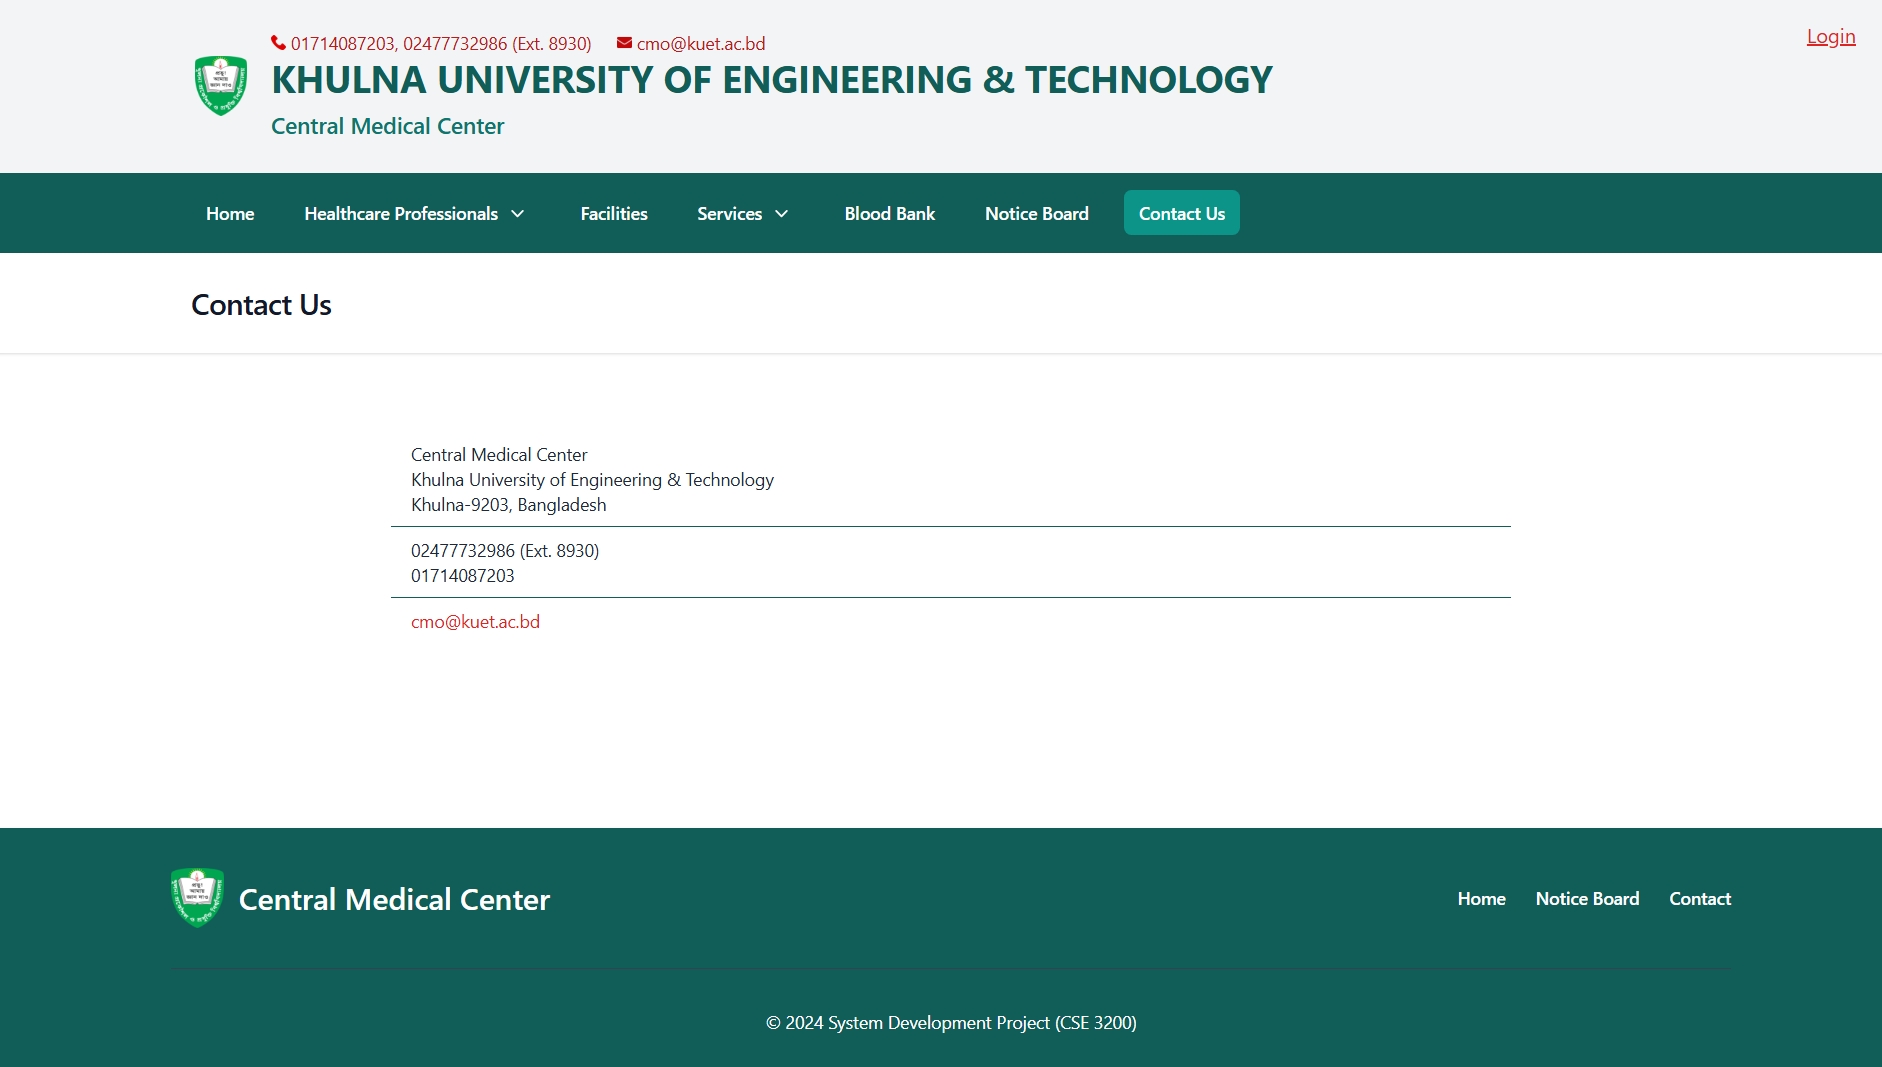 01714087203, 02477732986 (Ext. 8930) cmo@kuet.ac.bd
Login
KHULNA UNIVERSITY OF ENGINEERING & TECHNOLOGY
Central Medical Center
Home Healthcare Professionals Facilities Services Blood Bank Notice Board Contact Us
Contact Us
Central Medical Center
Khulna University of Engineering & Technology
Khulna-9203, Bangladesh
02477732986 (Ext. 8930)
01714087203
cmo@kuet.ac.bd
Central Medical Center
Home Notice Board Contact
© 2024 System Development Project (CSE 3200)